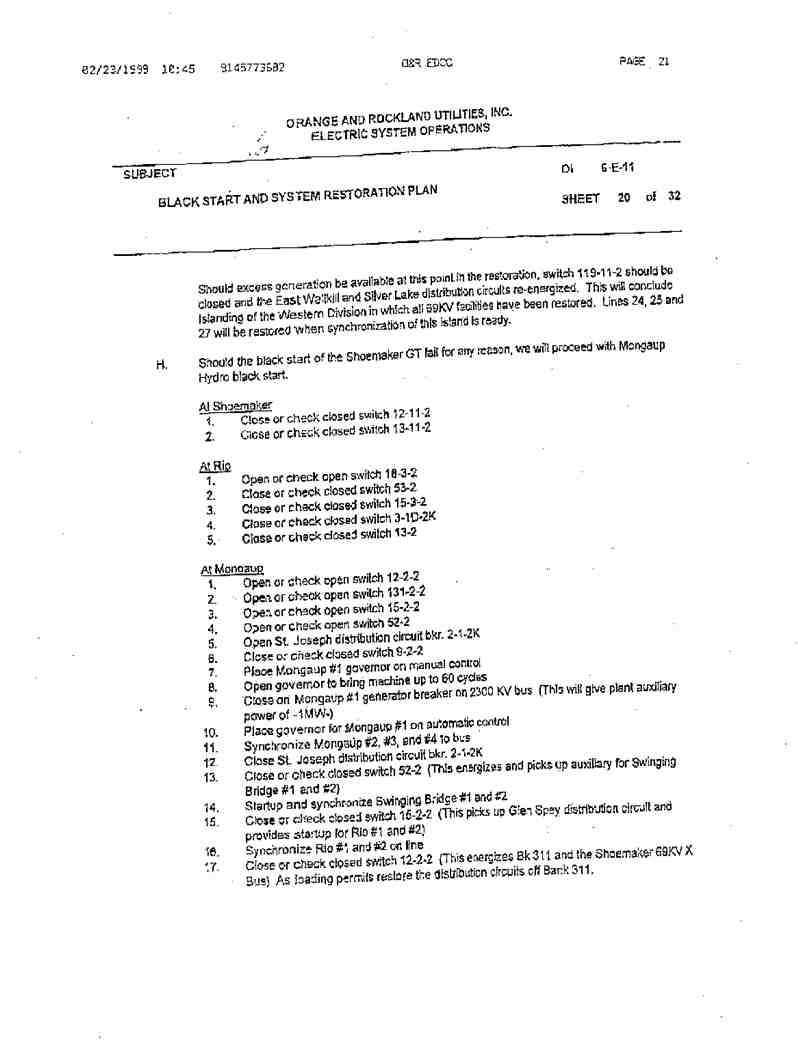 02/23/1999 10:45 9145773682 O&R EDCC PAGE 21
ORANGE AND ROCKLAND UTILITIES, INC.
ELECTRIC SYSTEM OPERATIONS
SUBJECT
OI 6-E-11
BLACK START AND SYSTEM RESTORATION PLAN
SHEET 20 of 32
Should excess generation be available at this point in the restoration, switch 119-11-2 should be
closed and the East Wallkill and Silver Lake distribution circuits re-energized. This will conclude
Islanding of the Western Division in which all 69KV facilities have been restored. Lines 24, 25 and
27 will be restored when synchronization of this island is ready.
H. Should the black start of the Shoemaker GT fail for any reason, we will proceed with Mongaup
Hydro black start.
At Shoemaker
1. Close or check closed switch 12-11-2
2. Close or check closed switch 13-11-2
At Rio
1. Open or check open switch 18-3-2
2. Close or check closed switch 53-2
3. Close or check closed switch 15-3-2
4. Close or check closed switch 3-1D-2K
5. Close or check closed switch 13-2
At Mongaup
1. Open or check open switch 12-2-2
2. Open or check open switch 131-2-2
3. Open or check open switch 15-2-2
4. Open or check open switch 52-2
5. Open St. Joseph distribution circuit bkr. 2-1-2K
6. Close or check closed switch 9-2-2
7. Place Mongaup #1 governor on manual control
8. Open governor to bring machine up to 60 cycles
9. Close on Mongaup #1 generator breaker on 2300 KV bus (This will give plant auxiliary
power of ~1MW-)
10. Place governor for Mongaup #1 on automatic control
11. Synchronize Mongaup #2, #3, and #4 to bus
12. Close St. Joseph distribution circuit bkr. 2-1-2K
13. Close or check closed switch 52-2 (This energizes and picks up auxiliary for Swinging
Bridge #1 and #2)
14. Startup and synchronize Swinging Bridge #1 and #2
15. Close or check closed switch 15-2-2 (This picks up Glen Spey distribution circuit and
provides startup for Rio #1 and #2)
16. Synchronize Rio #1 and #2 on line
17. Close or check closed switch 12-2-2 (This energizes Bk 311 and the Shoemaker 69KV X
Bus) As loading permits restore the distribution circuits off Bank 311.